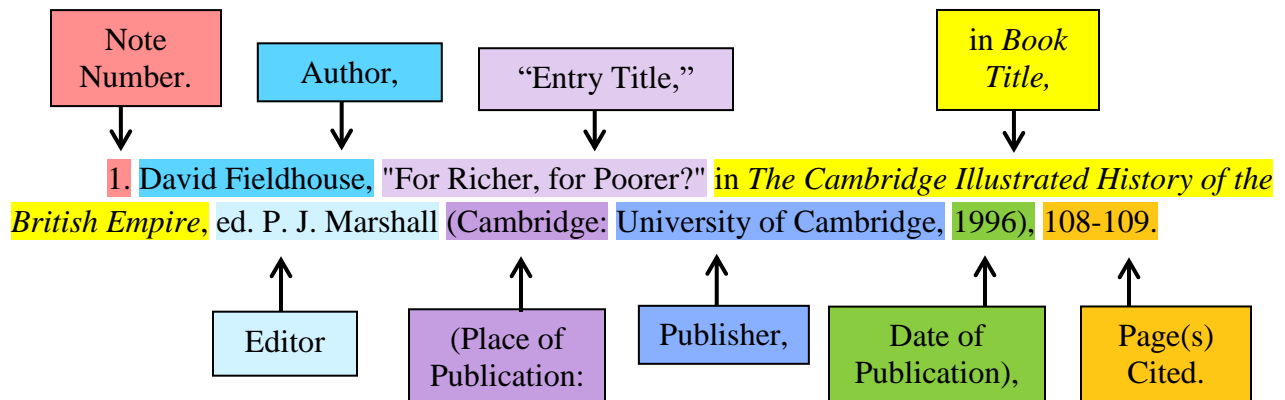 Note
Number.
Author,
“Entry Title,”
in Book
Title,
1. David Fieldhouse, "For Richer, for Poorer?" in The Cambridge Illustrated History of the
British Empire, ed. P. J. Marshall (Cambridge: University of Cambridge, 1996), 108-109.
Editor
(Place of
Publication:
Publisher,
Date of
Publication),
Page(s)
Cited.